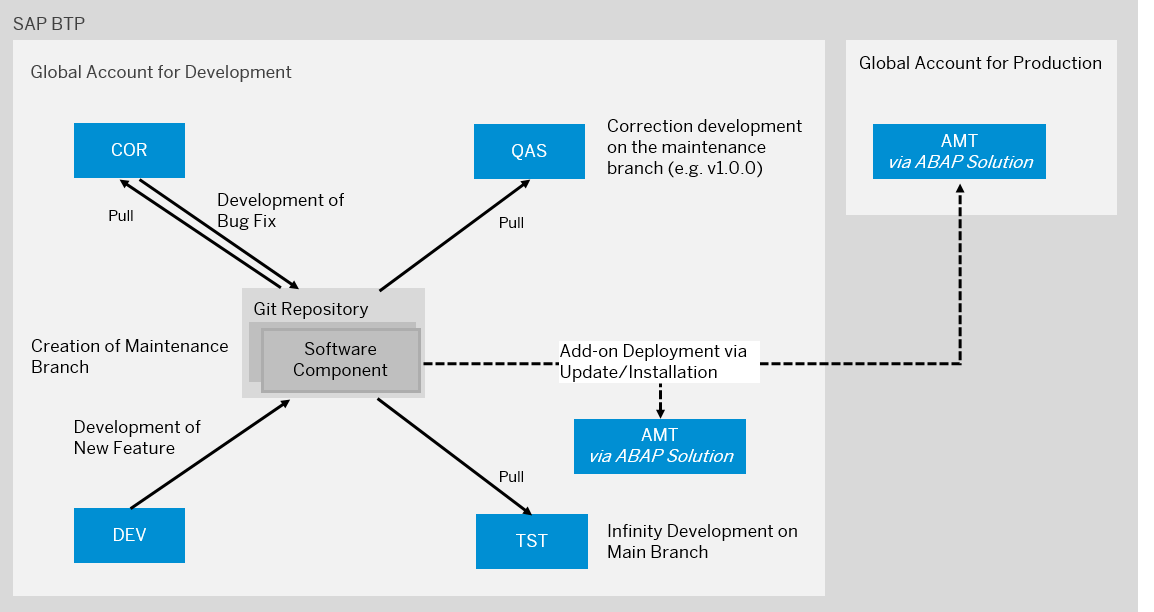 SAP BTP
Global Account for Development
Global Account for Production
COR
QAS
Correction development
on the maintenance
branch (e.g. v1.0.0)
AMT
via ABAP Solution
Pull
Development of
Bug Fix
Pull
Git Repository
Software
Component
Creation of Maintenance
Branch
Add-on Deployment via
Update/Installation
Development of
New Feature
AMT
via ABAP Solution
Pull
DEV
TST
Infinity Development on
Main Branch